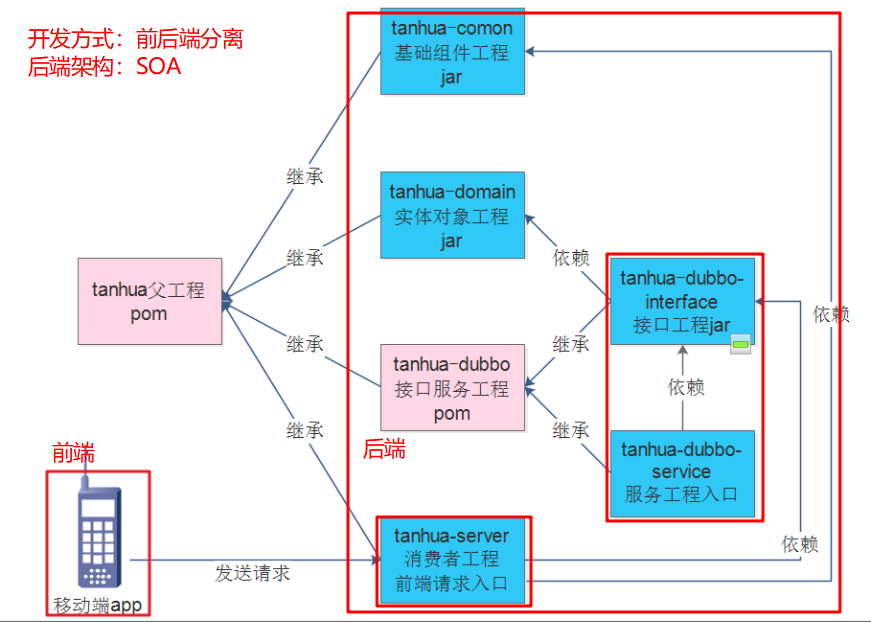 开发方式：前后端分离
后端架构：SOA
tanhua-comon
基础组件工程
jar
继承
tanhua-domain
实体对象工程
jar
继承
依赖
tanhua父工程
pom
tanhua-dubbo-
interface
接口工程jar
依赖
继承
继承
tanhua-dubbo
接口服务工程
pom
依赖
继承
继承
前端
后端
tanhua-dubbo-
service
服务工程入口
tanhua-server
消费者工程
前端请求入口
依赖
发送请求
移动端app